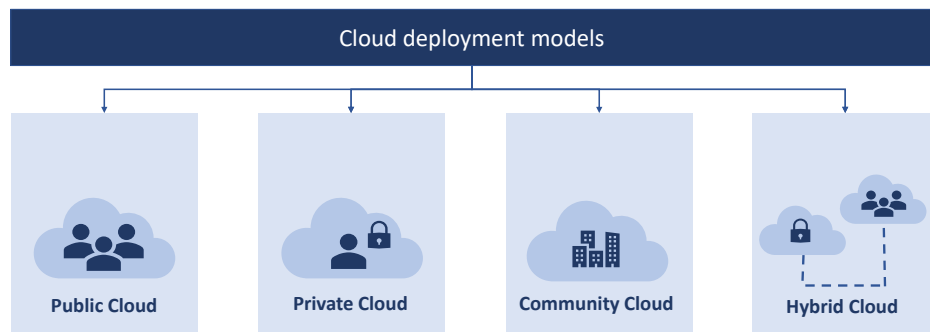 Cloud deployment models
Public Cloud
Private Cloud
Community Cloud
Hybrid Cloud